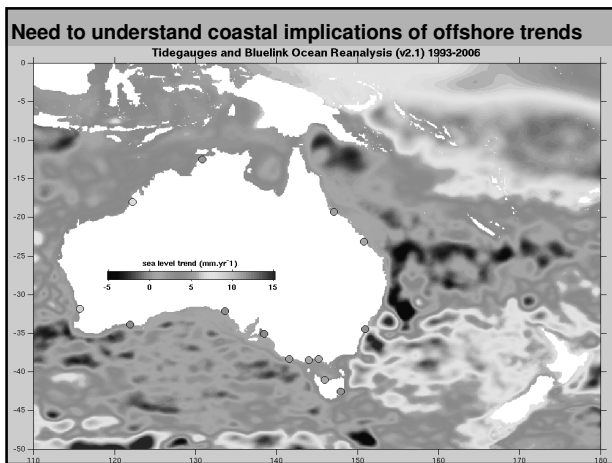 Need to understand coastal implications of offshore trends
Tidegauges and Bluelink Ocean Reanalysis (v2.1) 1993-2006
0
-5
-10
-15
-20
-25
-30
-35
-40
-45
-50
sea level trend (mm.yr⁻¹)
-5 0 5 10 15
110 120 130 140 150 160 170 180